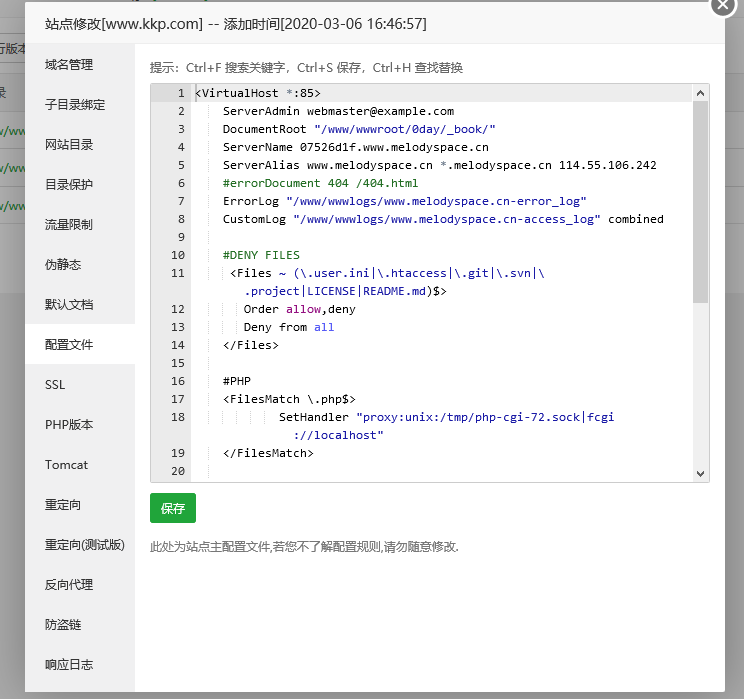 站点修改[www.kkp.com] -- 添加时间[2020-03-06 16:46:57]
行版本
录
w/ww
w/ww
w/ww
域名管理
子目录绑定
网站目录
目录保护
流量限制
伪静态
默认文档
配置文件
SSL
PHP版本
Tomcat
重定向
重定向(测试版)
反向代理
防盗链
响应日志
提示：Ctrl+F 搜索关键字，Ctrl+S 保存，Ctrl+H 查找替换
1 <VirtualHost *:85>
2 ServerAdmin webmaster@example.com
3 DocumentRoot "/www/wwwroot/0day/_book/"
4 ServerName 07526d1f.www.melodyspace.cn
5 ServerAlias www.melodyspace.cn *.melodyspace.cn 114.55.106.242
6 #errorDocument 404 /404.html
7 ErrorLog "/www/wwwlogs/www.melodyspace.cn-error_log"
8 CustomLog "/www/wwwlogs/www.melodyspace.cn-access_log" combined
9
10 #DENY FILES
11 <Files ~ (\.user.ini|\.htaccess|\.git|\.svn|\
.project|LICENSE|README.md)$>
12 Order allow,deny
13 Deny from all
14 </Files>
15
16 #PHP
17 <FilesMatch \.php$>
18 SetHandler "proxy:unix:/tmp/php-cgi-72.sock|fcgi
://localhost"
19 </FilesMatch>
20
保存
此处为站点主配置文件,若您不了解配置规则,请勿随意修改.